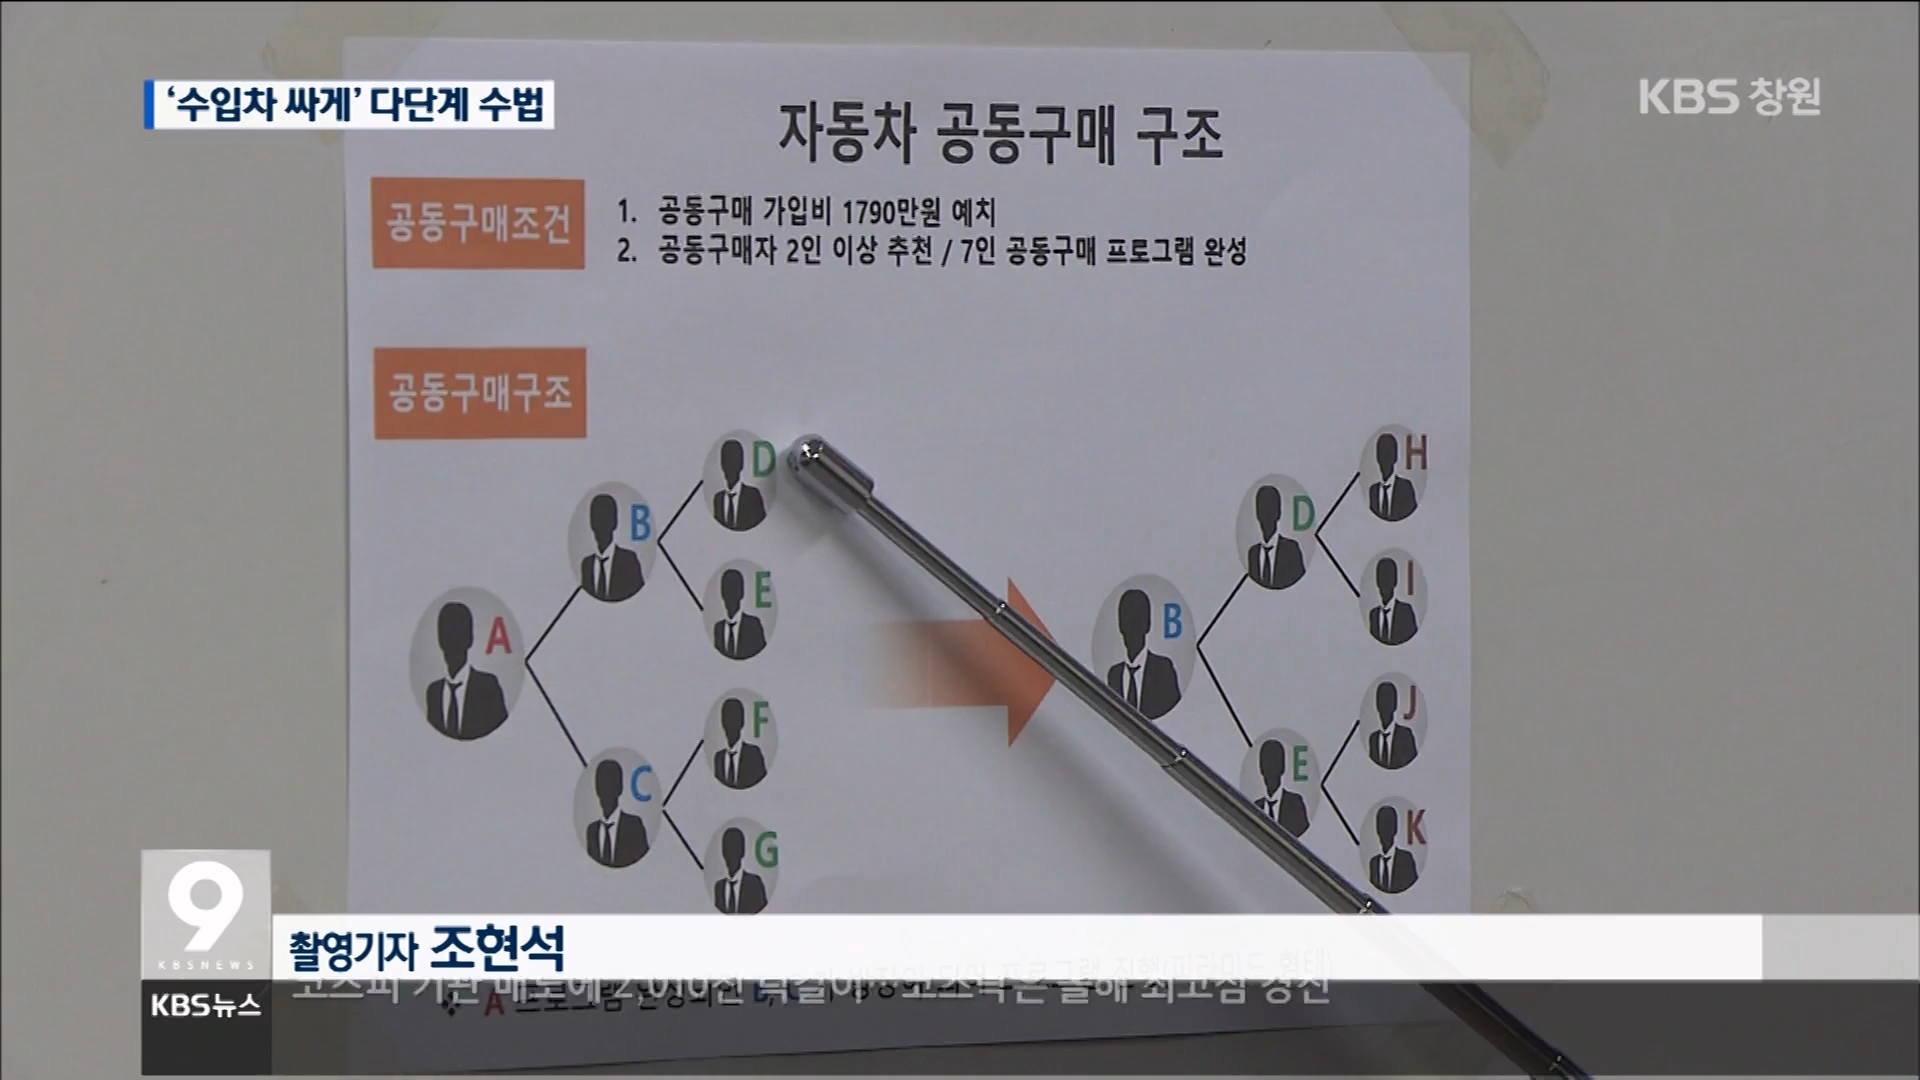 ‘수입차 싸게’ 다단계 수법
KBS 창원
자동차 공동구매 구조
공동구매조건
1. 공동구매 가입비 1790만원 예치
2. 공동구매자 2인 이상 추천 / 7인 공동구매 프로그램 완성
공동구매구조
A
B
C
D
E
F
G
B
D
E
H
I
J
K
9
KBS NEWS
촬영기자 조현석
KBS뉴스
❖ A